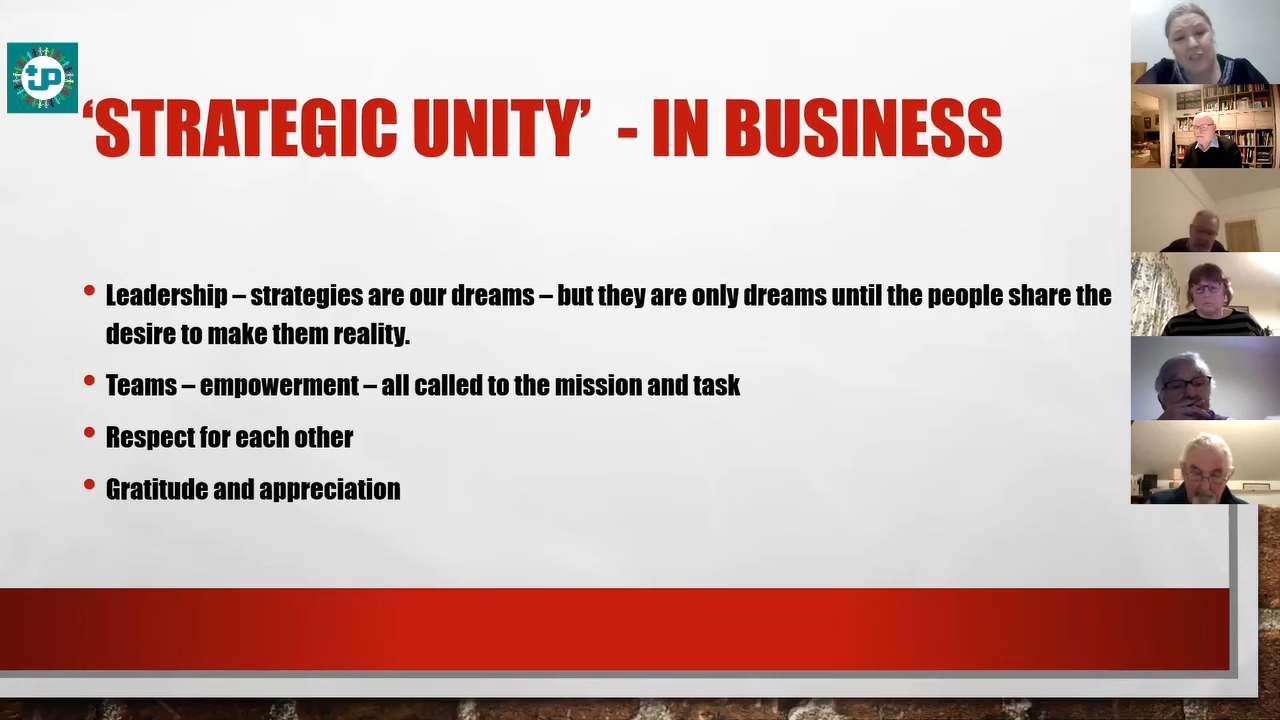 ‘STRATEGIC UNITY’ - IN BUSINESS
• Leadership – strategies are our dreams – but they are only dreams until the people share the
desire to make them reality.
• Teams – empowerment – all called to the mission and task
• Respect for each other
• Gratitude and appreciation